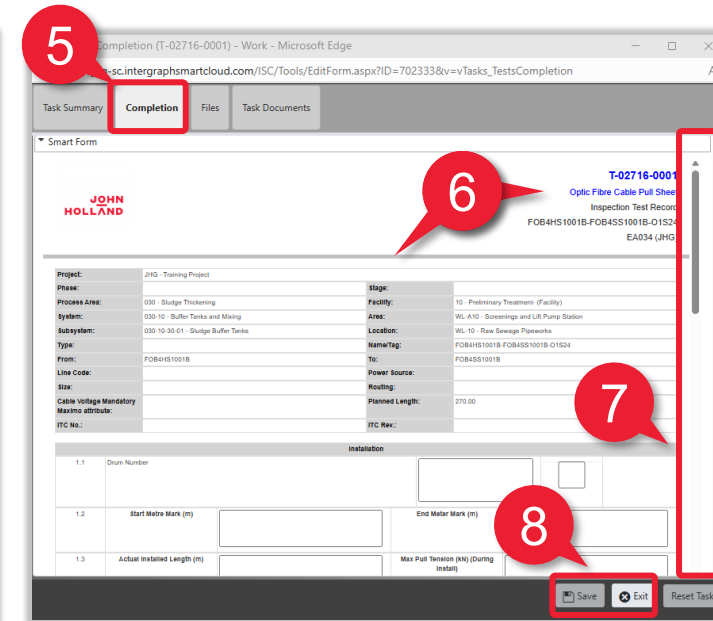 5
Completion (T-02716-0001) - Work - Microsoft Edge
-sc.intergraphsmartcloud.com/ISC/Tools/EditForm.aspx?ID=702333&v=vTasks_TestsCompletion
Task Summary Completion Files Task Documents
Smart Form
JOHN
HOLLAND
6
T-02716-0001
Optic Fibre Cable Pull Sheet
Inspection Test Record
FOB4HS1001B-FOB4SS1001B-O1S24
EA034 (JHG)
Project: JHG - Training Project
Phase: Stage:
Process Area: 030 - Sludge Thickening Facility: 10 - Preliminary Treatment- (Facility)
System: 030-10 - Buffer Tanks and Mixing Area: WL-A10 - Screenings and Lift Pump Station
Subsystem: 030-10-30-01 - Sludge Buffer Tanks Location: WL-10 - Raw Sewage Pipeworks
Type: Name/Tag: FOB4HS1001B-FOB4SS1001B-O1S24
From: FOB4HS1001B To: FOB4SS1001B
Line Code: Power Source:
Size: Routing:
Cable Voltage Mandatory Planned Length: 270.00
Maximo attribute:
ITC No.: ITC Rev.:
7
Installation
1.1 Drum Number
1.2 Start Metre Mark (m) End Meter Mark (m)
8
1.3 Actual Installed Length (m) Max Pull Tension (kN) (During
Install)
Save Exit Reset Task